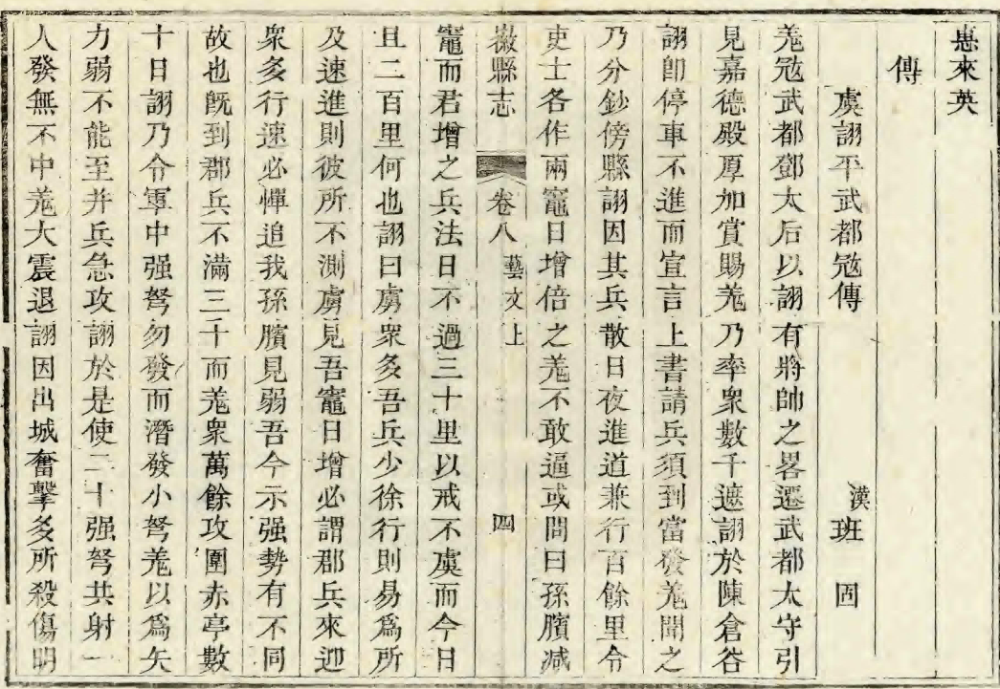 惠來英
傳
虞詡平武都寇傳 漢班固
羌寇武都鄧太后以詡有將帥之畧遷武都太守引
見嘉德殿厚加賞賜羌乃率衆數千遮詡於陳倉谷
詡卽停車不進而宣言上書請兵須到當發羌聞之
乃分鈔傍縣詡因其兵散日夜進道兼行百餘里令
吏士各作兩竈日增倍之羌不敢逼或問曰孫臏減
徽縣志 卷八 藝文上 四
竈而君增之兵法日不過三十里以戒不虞而今日
且二百里何也詡曰虜衆多吾兵少徐行則易爲所
及速進則彼所不測虜見吾竈日增必謂郡兵來迎
衆多行速必憚追我孫臏見弱吾今示强勢有不同
故也旣到郡兵不滿三千而羌衆萬餘攻圍赤亭數
十日詡乃令軍中强弩勿發而潛發小弩羌以爲矢
力弱不能至并兵急攻詡於是使二十强弩共射一
人發無不中羌大震退詡因出城奮擊多所殺傷明